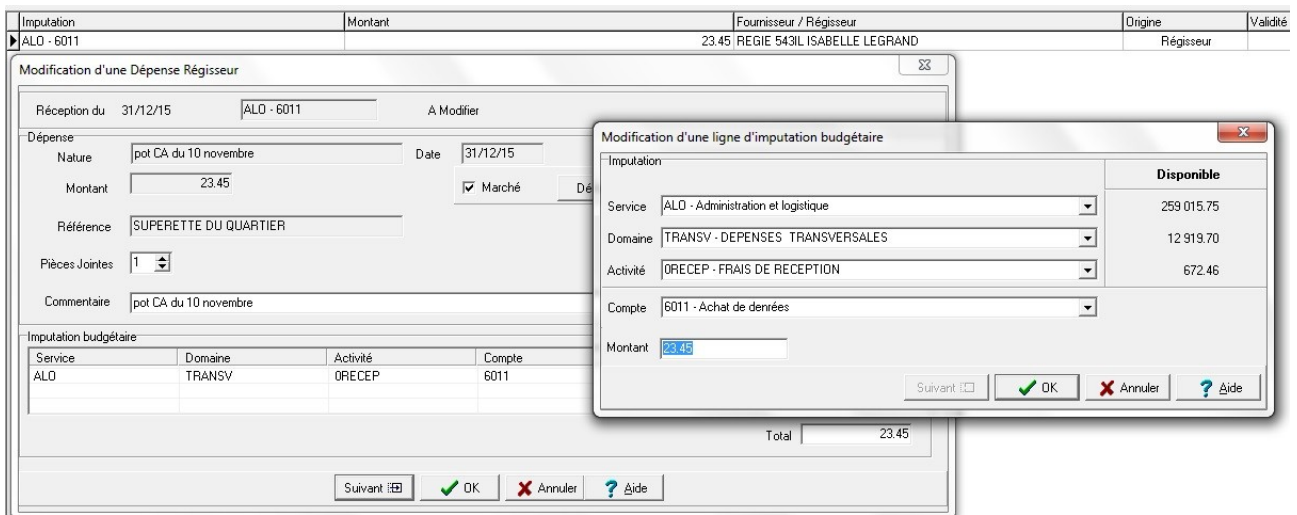 Imputation Montant Fournisseur / Régisseur Origine Validité
ALO - 6011 23.45 REGIE 543IL ISABELLE LEGRAND Régisseur
Modification d'une Dépense Régisseur
Réception du 31/12/15 ALO - 6011 A Modifier
Dépense
Nature pot CA du 10 novembre Date 31/12/15
Montant 23.45 Marché Dé
Référence SUPERETTE DU QUARTIER
Pièces Jointes 1
Commentaire pot CA du 10 novembre
Imputation budgétaire
Service Domaine Activité Compte
ALO TRANSV 0RECEP 6011
Total 23.45
Suivant OK Annuler ? Aide
Modification d'une ligne d'imputation budgétaire
Imputation
Disponible
Service ALO - Administration et logistique 259 015.75
Domaine TRANSV - DEPENSES TRANSVERSALES 12 919.70
Activité 0RECEP - FRAIS DE RECEPTION 672.46
Compte 6011 - Achat de denrées
Montant 23.45
Suivant OK Annuler ? Aide